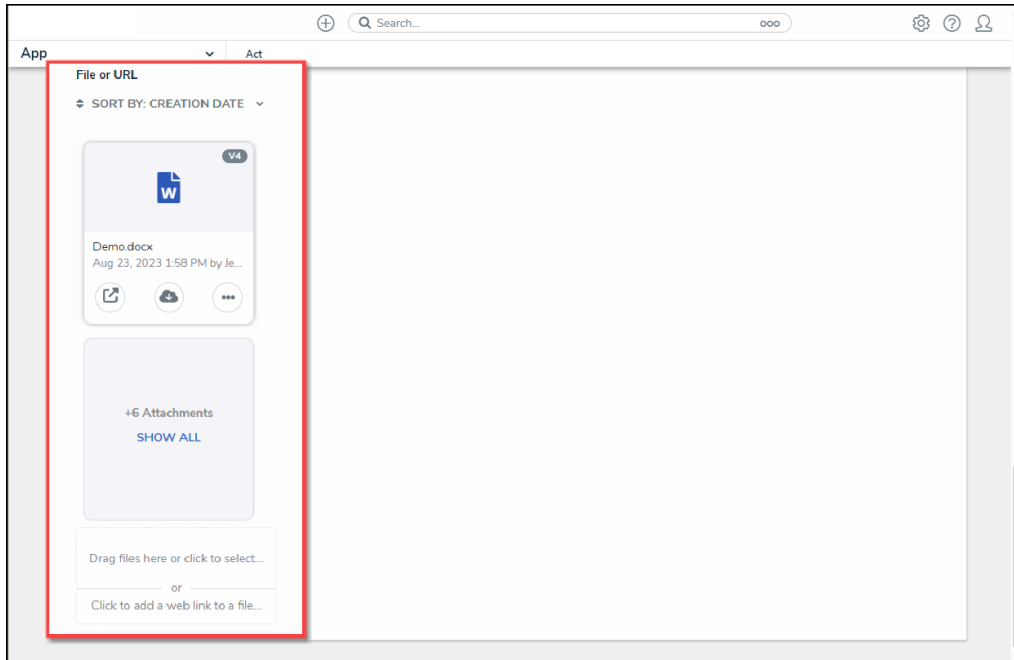 Search...
App
Act
File or URL
SORT BY: CREATION DATE
V4
W
Demo.docx
Aug 23, 2023 1:58 PM by Je...
+6 Attachments
SHOW ALL
Drag files here or click to select...
or
Click to add a web link to a file...